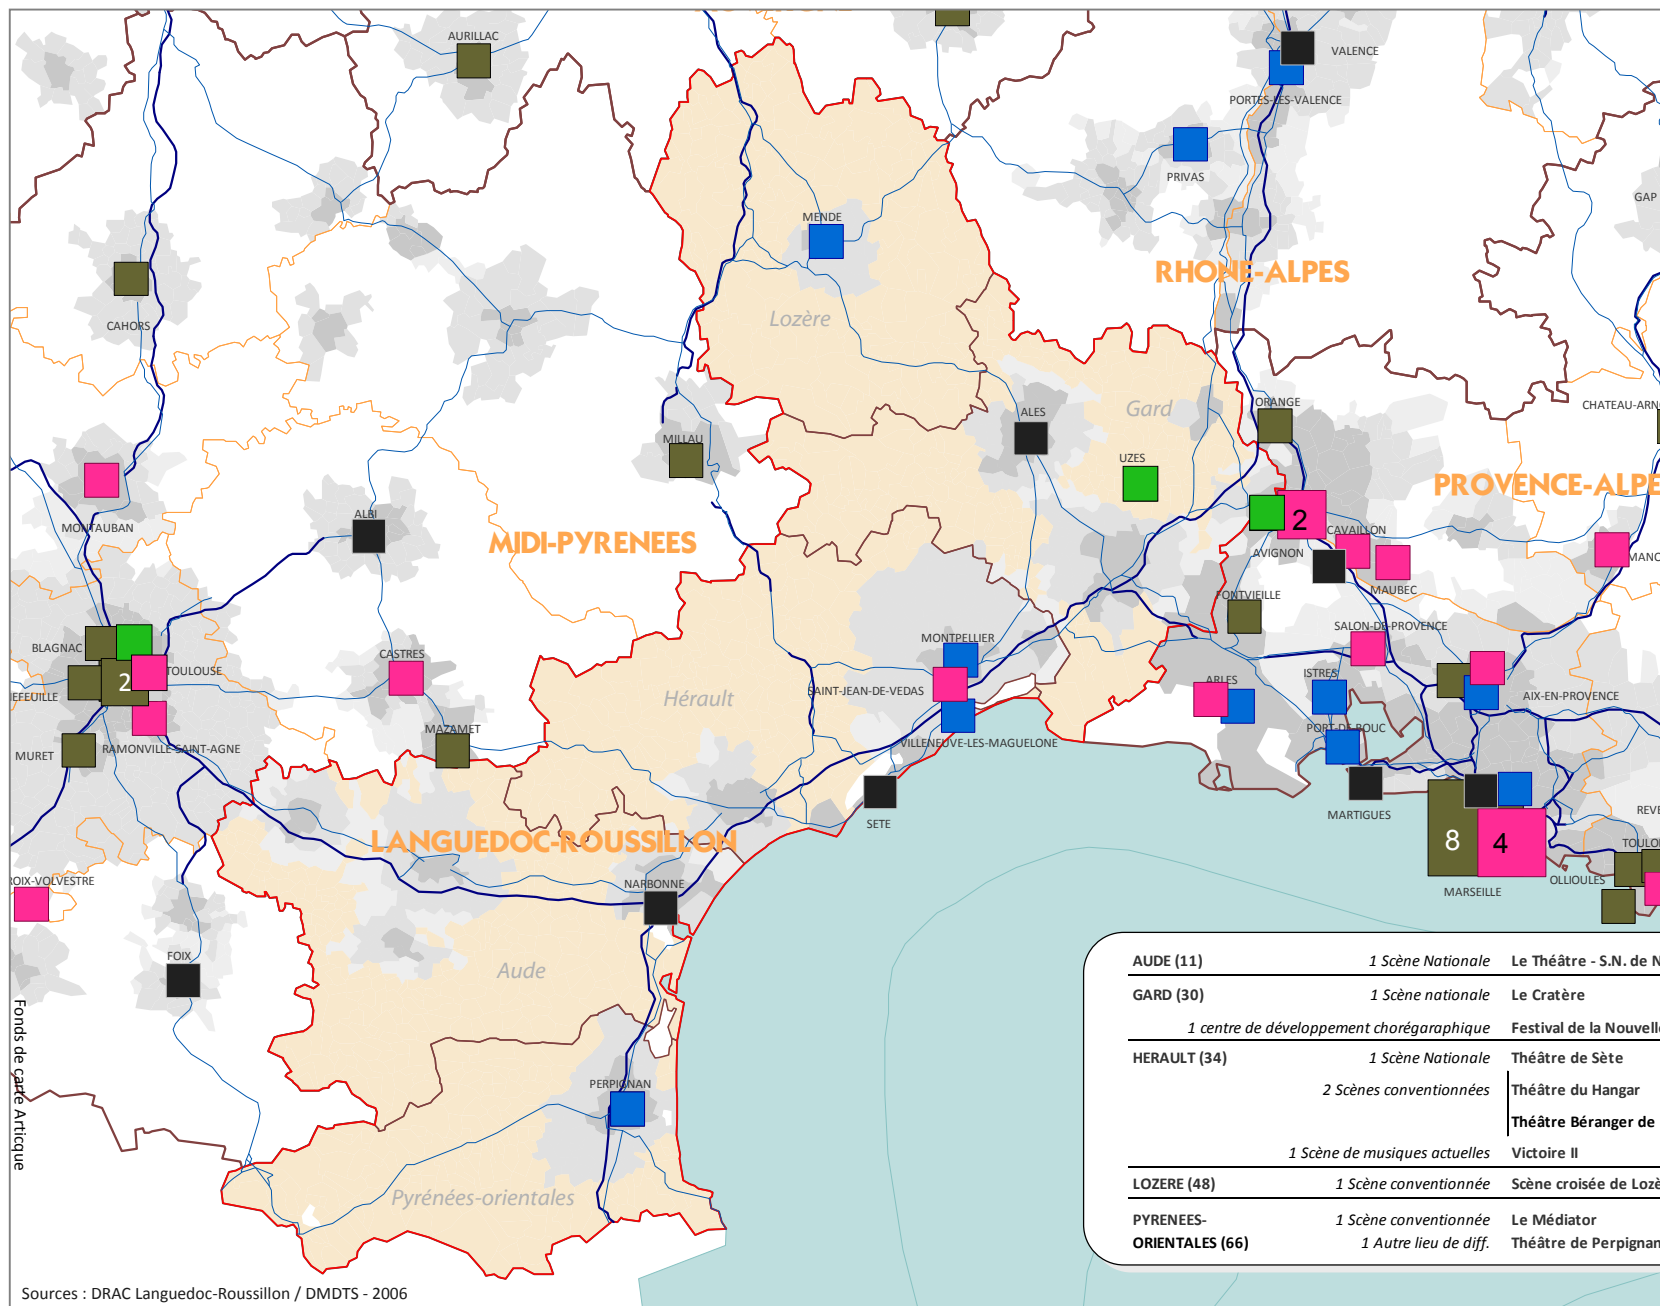 AURILLAC
VALENCE
PORTES-LES-VALENCE
PRIVAS
GAP
MENDE
RHONE-ALPES
Lozère
CAHORS
ORANGE
CHATEAU-ARN
ALES
Gard
MILLAU
UZES
PROVENCE-ALPE
MONTAUBAN
ALBI
2
CAVAILLON
MIDI-PYRENEES
AVIGNON
MANO
MAUBEC
FONTVIEILLE
SALON-DE-PROVENCE
BLAGNAC
MONTPELLIER
CASTRES
TOULOUSE
2
NEFEUILLE
ISTRES
ARLES
SAINT-JEAN-DE-VEDAS
Hérault
AIX-EN-PROVENCE
MAZAMET
PORT-DE-BOUC
VILLENEUVE-LES-MAGUELONE
RAMONVILLE-SAINT-AGNE
MURET
REVE
MARTIGUES
SETE
LANGUEDOC-ROUSSILLON
8
4
TOULO
ROIX-VOLVESTRE
NARBONNE
OLLIOULES
MARSEILLE
FOIX
Aude
PERPIGNAN
Pyrénées-orientales
Fonds de carte Articque
AUDE (11) 1 Scène Nationale Le Théâtre - S.N. de N
GARD (30) 1 Scène nationale Le Cratère
1 centre de développement chorégaraphique Festival de la Nouvelle
HERAULT (34) 1 Scène Nationale Théâtre de Sète
2 Scènes conventionnées Théâtre du Hangar
Théâtre Béranger de
1 Scène de musiques actuelles Victoire II
LOZERE (48) 1 Scène conventionnée Scène croisée de Lozè
PYRENEES- 1 Scène conventionnée Le Médiator
ORIENTALES (66) 1 Autre lieu de diff. Théâtre de Perpignan
Sources : DRAC Languedoc-Roussillon / DMDTS - 2006